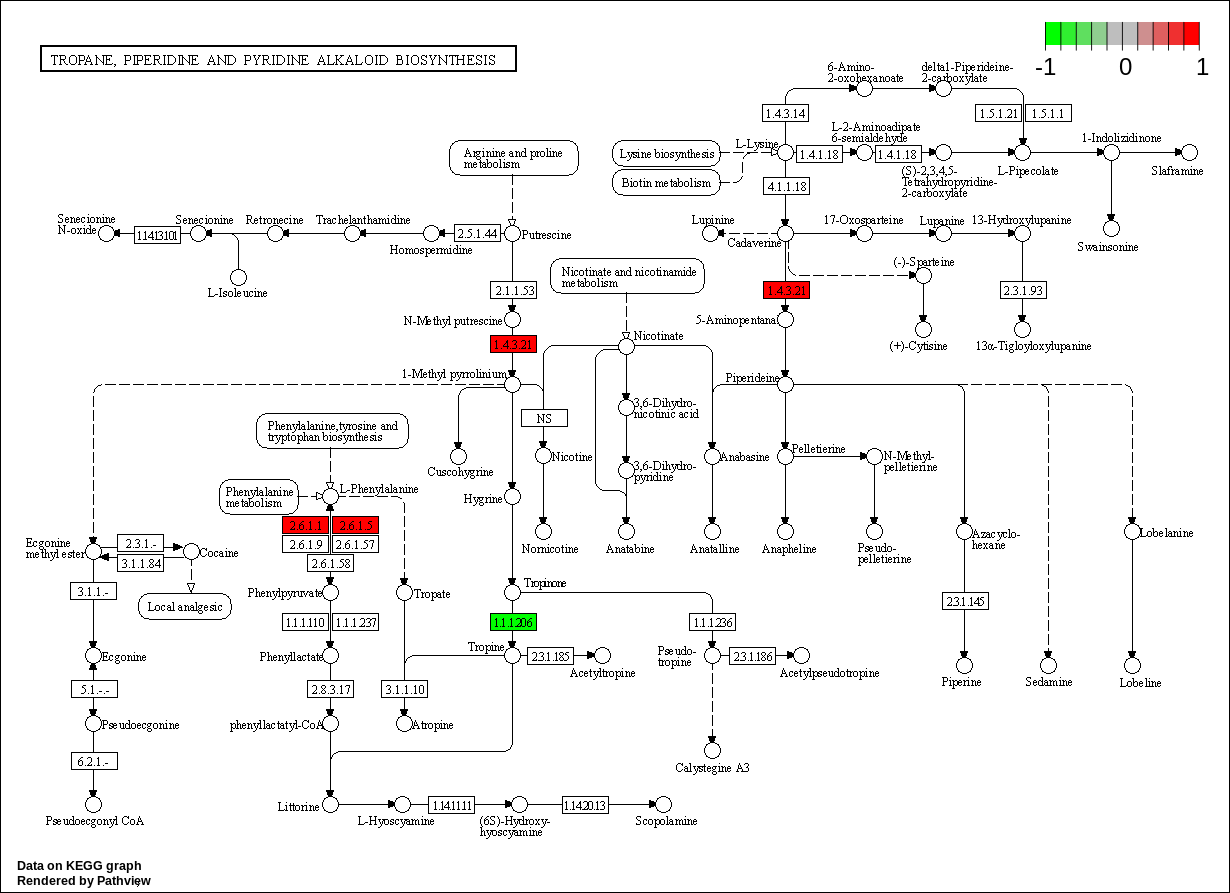 TROPANE, PIPERIDINE AND PYRIDINE ALKALOID BIOSYNTHESIS
-1 0 1
6-Amino-
2-oxohexanoate
delta1-Piperideine-
2-carboxylate
1.4.3.14
1.5.1.21
1.5.1.1
L-2-Aminoadipate
6-semialdehyde
1-Indolizidinone
L-Lysine
Lysine biosynthesis
1.4.1.18
1.4.1.18
Arginine and proline
metabolism
Biotin metabolism
4.1.1.18
(S)-2,3,4,5-
Tetrahydropyridine-
2-carboxylate
L-Pipecolate
Slaframine
Senecionine
N-oxide
Senecionine
Retronecine
Trachelanthamidine
Lupinine
17-Oxosparteine
Lupanine
13-Hydroxylupanine
11413101
2.5.1.44
Putrescine
Homospermidine
Cadaverine
Swainsonine
L-Isoleucine
Nicotinate and nicotinamide
metabolism
(-)-Sparteine
2.1.1.53
1.4.3.21
2.3.1.93
N-Methyl putrescine
5-Aminopentana
1.4.3.21
Nicotinate
(+)-Cytisine
13α-Tigloyloxylupanine
1-Methyl pyrrolinium
Piperideine
3,6-Dihydro-
nicotinic acid
NS
Phenylalanine,tyrosine and
tryptophan biosynthesis
Cuscohygrine
Nicotine
3,6-Dihydro-
pyridine
Anabasine
Pelletierine
N-Methyl-
pelletierine
Phenylalanine
metabolism
L-Phenylalanine
Hygrine
2.6.1.1
2.6.1.5
2.6.1.9
2.6.1.57
2.6.1.58
Nornicotine
Anatabine
Anatalline
Anapheline
Pseudo-
pelletierine
Azacyclo-
hexane
Lobelanine
Ecgonine
methyl ester
2.3.1.-
3.1.1.84
Cocaine
3.1.1.-
Local analgesic
Phenylpyruvate
Tropate
Tropinone
2.3.1.145
1.1.1.110
1.1.1.237
1.1.1.206
1.1.1.236
Ecgonine
Phenyllactate
Tropine
2.3.1.185
Acetyltropine
Pseudo-
tropine
2.3.1.186
Acetylpseudotropine
Piperine
Sedamine
Lobeline
5.1.-.-
2.8.3.17
3.1.1.10
Pseudoecgonine
phenyllactatyl-CoA
Atropine
6.2.1.-
Calystegine A3
Littorine
1.14.11.11
1.14.20.13
Pseudoecgonyl CoA
L-Hyoscyamine
(6S)-Hydroxy-
hyoscyamine
Scopolamine
Data on KEGG graph
Rendered by Pathview